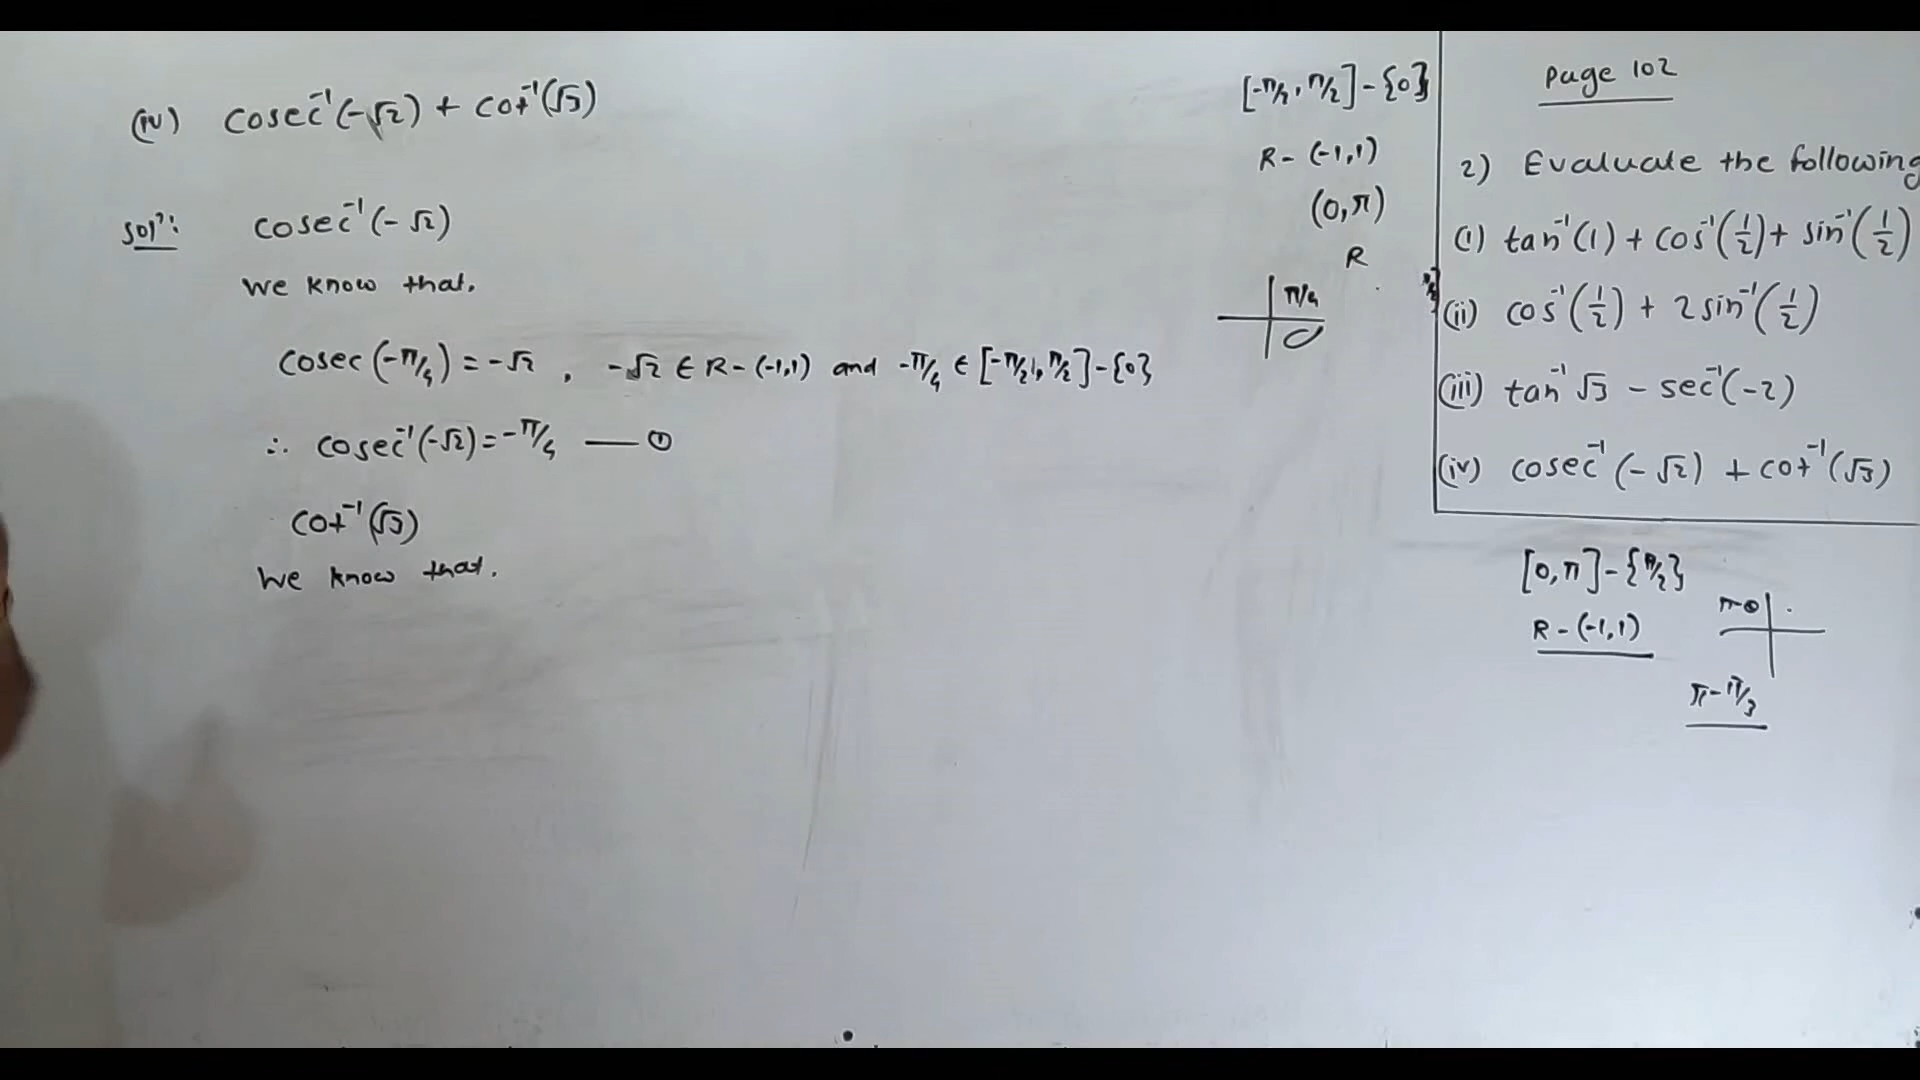 (iv) cosec⁻¹(-√2) + cot⁻¹(√3)
Solⁿ: cosec⁻¹(-√2)
We know that,
cosec(-π/4) = -√2 , -√2 ∈ R - (-1,1) and -π/4 ∈ [-π/2, π/2] - {0}
∴ cosec⁻¹(-√2) = -π/4 — ①
cot⁻¹(√3)
We know that,
[-π/2, π/2] - {0}
R - (-1,1)
(0,π)
R
π/4
Page 102
2) Evaluate the following
(i) tan⁻¹(1) + cos⁻¹(1/2) + sin⁻¹(1/2)
(ii) cos⁻¹(1/2) + 2 sin⁻¹(1/2)
(iii) tan⁻¹√3 - sec⁻¹(-2)
(iv) cosec⁻¹(-√2) + cot⁻¹(√3)
[0,π] - {π/2}
R - (-1,1)
π-θ
π-π/3